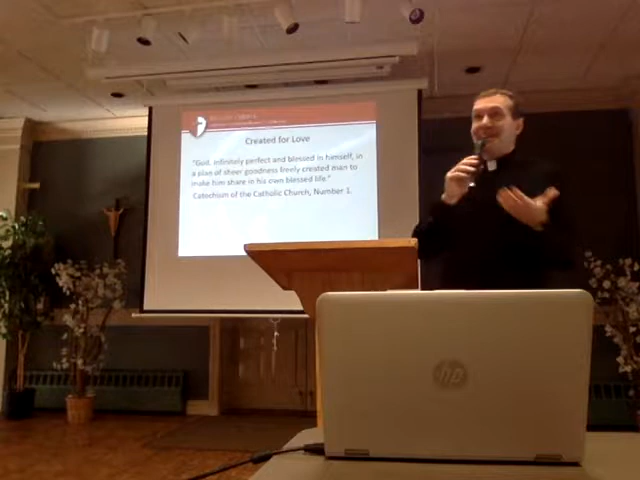 Created for Love
"God, infinitely perfect and blessed in himself, in
a plan of sheer goodness freely created man to
make him share in his own blessed life."
Catechism of the Catholic Church, Number 1.
hp